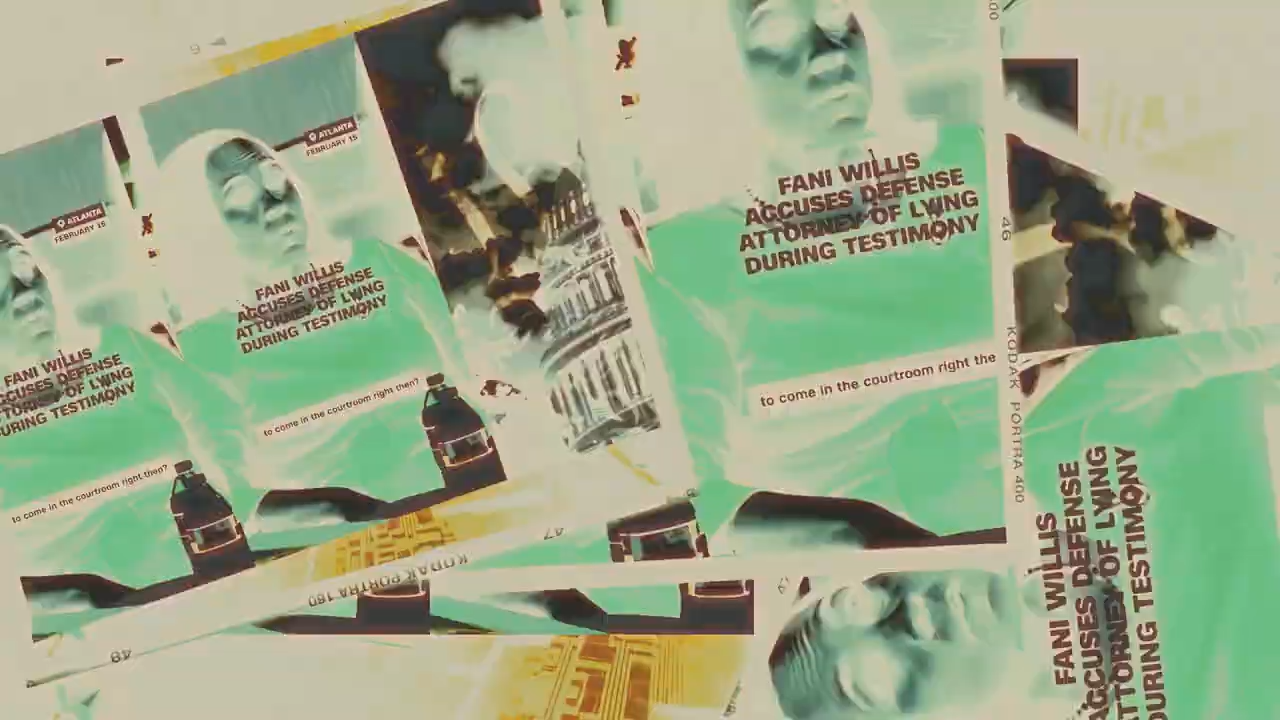 ATLANTA
FEBRUARY 15
FANI WILLIS
ACCUSES DEFENSE
ATTORNEY OF LYING
DURING TESTIMONY
to come in the courtroom right then?
ATLANTA
FEBRUARY 15
FANI WILLIS
ACCUSES DEFENSE
ATTORNEY OF LYING
DURING TESTIMONY
to come in the courtroom right then?
FANI WILLIS
ACCUSES DEFENSE
ATTORNEY OF LYING
DURING TESTIMONY
to come in the courtroom right the
46
KODAK PORTRA 400
47
KODAK PORTRA 160
48
FANI WILLIS
ACCUSES DEFENSE
ATTORNEY OF LYING
DURING TESTIMONY